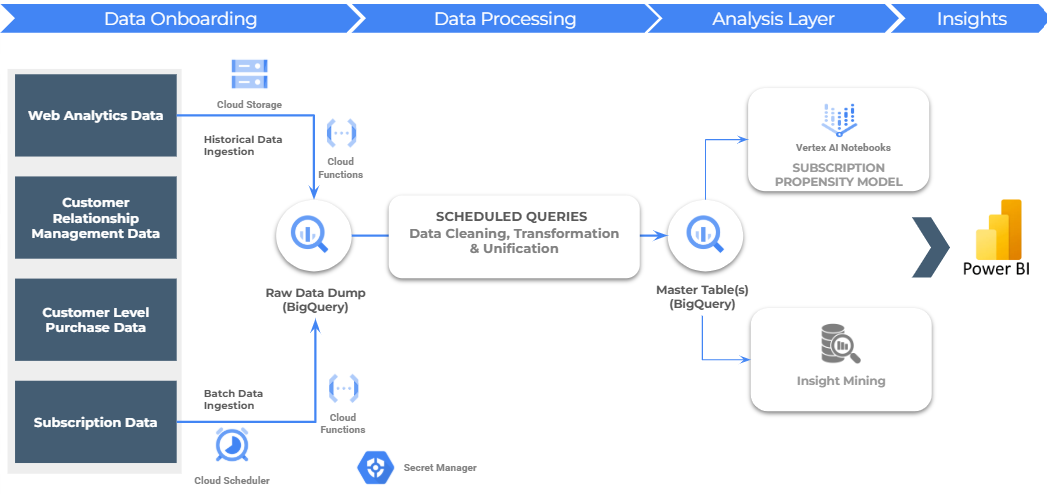 Data Onboarding
Data Processing
Analysis Layer
Insights
Web Analytics Data
Customer
Relationship
Management Data
Customer Level
Purchase Data
Subscription Data
Cloud Storage
Historical Data
Ingestion
Cloud
Functions
Raw Data Dump
(BigQuery)
Batch Data
Ingestion
Cloud
Functions
Cloud Scheduler
Secret Manager
SCHEDULED QUERIES
Data Cleaning, Transformation
& Unification
Master Table(s)
(BigQuery)
Vertex AI Notebooks
SUBSCRIPTION
PROPENSITY MODEL
Insight Mining
Power BI